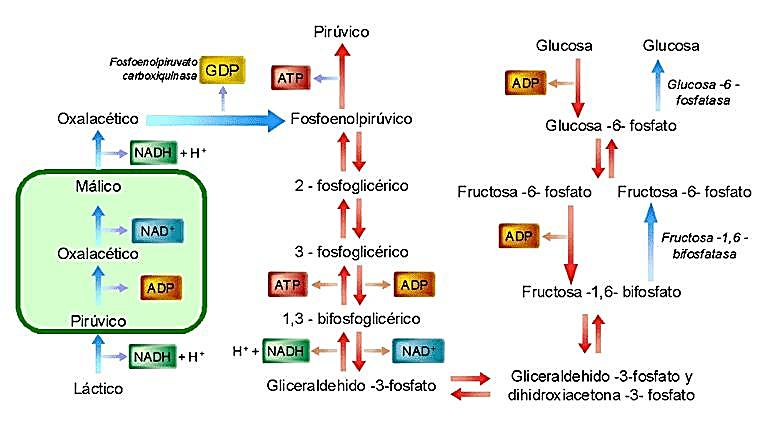 Pirúvico
Fosfoenolpiruvato
carboxiquinasa
GDP
ATP
Oxalacético
Fosfoenolpirúvico
NADH + H⁺
Málico
2 - fosfoglicérico
NAD⁺
Oxalacético
3 - fosfoglicérico
ADP
ATP
ADP
Pirúvico
1,3 - bifosfoglicérico
NADH + H⁺
H⁺ + NADH
NAD⁺
Láctico
Gliceraldehido -3-fosfato
Glucosa
Glucosa
ADP
Glucosa -6 -
fosfatasa
Glucosa -6- fosfato
Fructosa -6- fosfato
Fructosa -6- fosfato
ADP
Fructosa -1,6 -
bifosfatasa
Fructosa -1,6- bifosfato
Gliceraldehido -3-fosfato y
dihidroxiacetona -3- fosfato